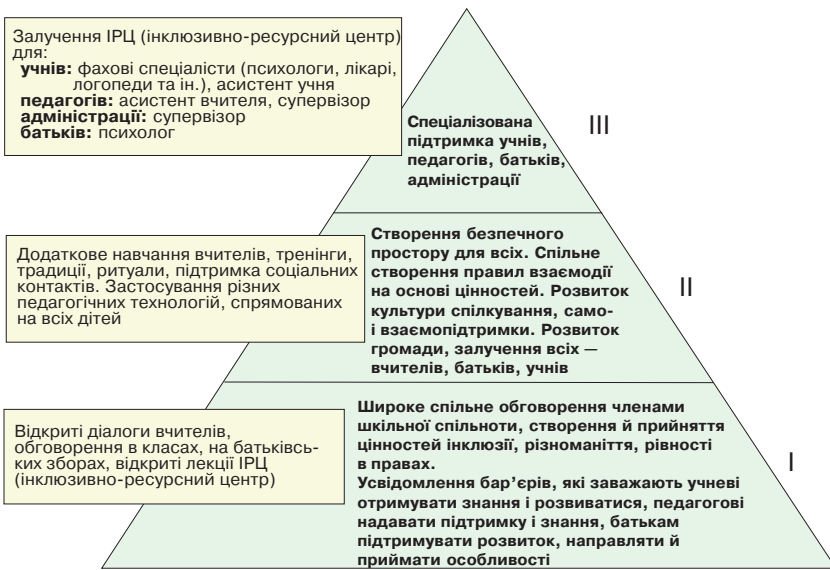 Залучення ІРЦ (інклюзивно-ресурсний центр)
для:
учнів: фахові спеціалісти (психологи, лікарі,
логопеди та ін.), асистент учня
педагогів: асистент вчителя, супервізор
адміністрації: супервізор
батьків: психолог
Спеціалізована
підтримка учнів,
педагогів, батьків,
адміністрації
III
Додаткове навчання вчителів, тренінги,
традиції, ритуали, підтримка соціальних
контактів. Застосування різних
педагогічних технологій, спрямованих
на всіх дітей
Створення безпечного
простору для всіх. Спільне
створення правил взаємодії
на основі цінностей. Розвиток
культури спілкування, само-
і взаємопідтримки. Розвиток
громади, залучення всіх —
вчителів, батьків, учнів
II
Відкриті діалоги вчителів,
обговорення в класах, на батьківсь-
ких зборах, відкриті лекції ІРЦ
(інклюзивно-ресурсний центр)
Широке спільне обговорення членами
шкільної спільноти, створення й прийняття
цінностей інклюзії, різноманіття, рівності
в правах.
Усвідомлення бар’єрів, які заважають учневі
отримувати знання і розвиватися, педагогові
надавати підтримку і знання, батькам
підтримувати розвиток, направляти й
приймати особливості
I